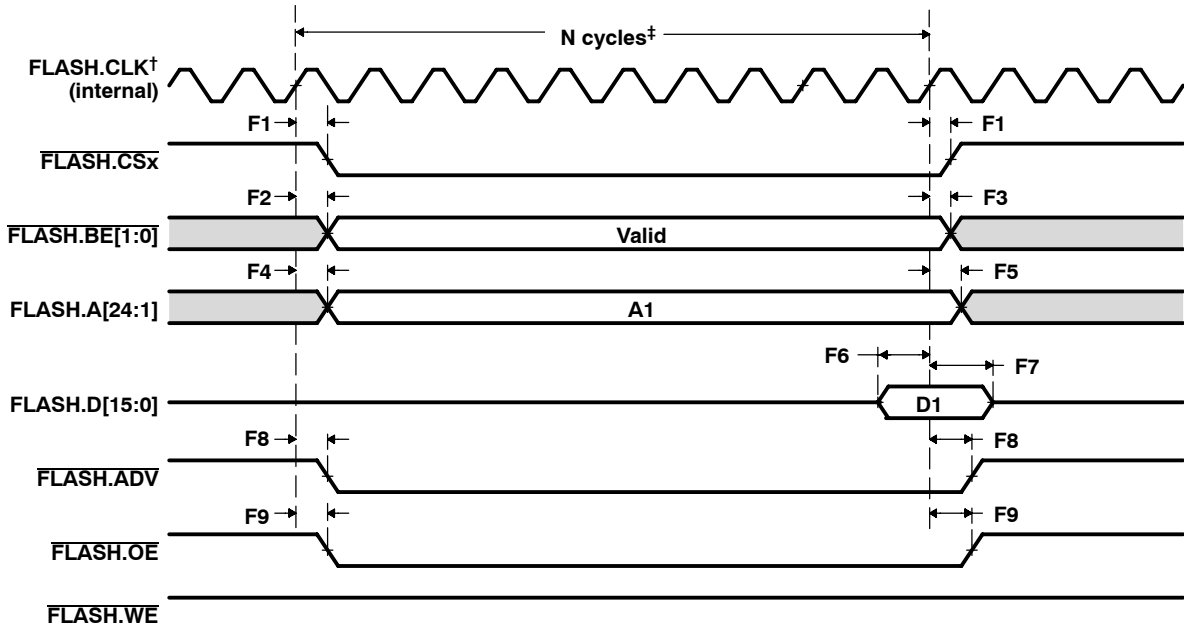 N cycles‡
FLASH.CLK†
(internal)
F1
F1
FLASH.CSx
F2
F3
FLASH.BE[1:0]
Valid
F4
F5
FLASH.A[24:1]
A1
F6
F7
FLASH.D[15:0]
D1
F8
F8
FLASH.ADV
F9
F9
FLASH.OE
FLASH.WE